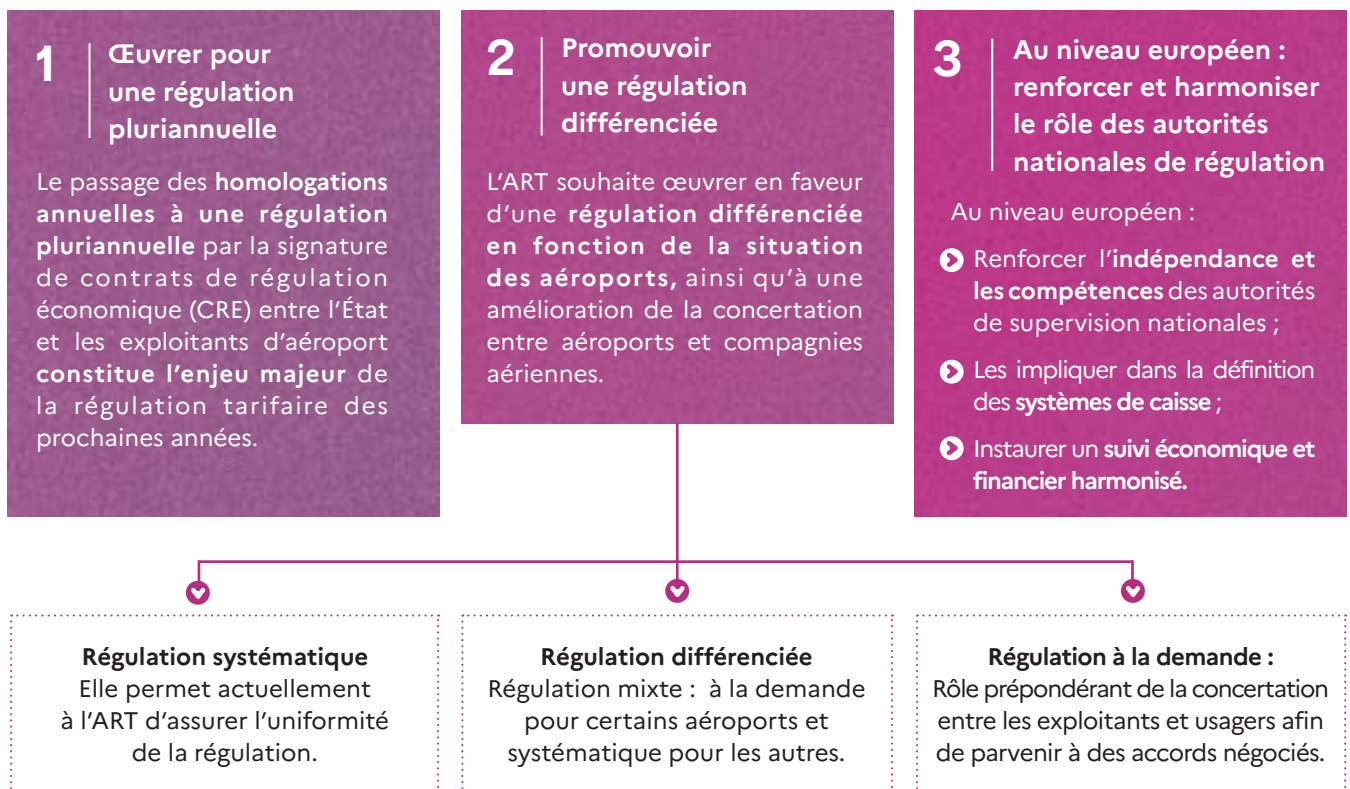 1
Œuvrer pour
une régulation
pluriannuelle
Le passage des homologations
annuelles à une régulation
pluriannuelle par la signature
de contrats de régulation
économique (CRE) entre l'État
et les exploitants d'aéroport
constitue l'enjeu majeur de
la régulation tarifaire des
prochaines années.
2
Promouvoir
une régulation
différenciée
L'ART souhaite œuvrer en faveur
d'une régulation différenciée
en fonction de la situation
des aéroports, ainsi qu'à une
amélioration de la concertation
entre aéroports et compagnies
aériennes.
3
Au niveau européen :
renforcer et harmoniser
le rôle des autorités
nationales de régulation
Au niveau européen :
Renforcer l'indépendance et
les compétences des autorités
de supervision nationales ;
Les impliquer dans la définition
des systèmes de caisse ;
Instaurer un suivi économique et
financier harmonisé.
Régulation systématique
Elle permet actuellement
à l'ART d'assurer l'uniformité
de la régulation.
Régulation différenciée
Régulation mixte : à la demande
pour certains aéroports et
systématique pour les autres.
Régulation à la demande :
Rôle prépondérant de la concertation
entre les exploitants et usagers afin
de parvenir à des accords négociés.